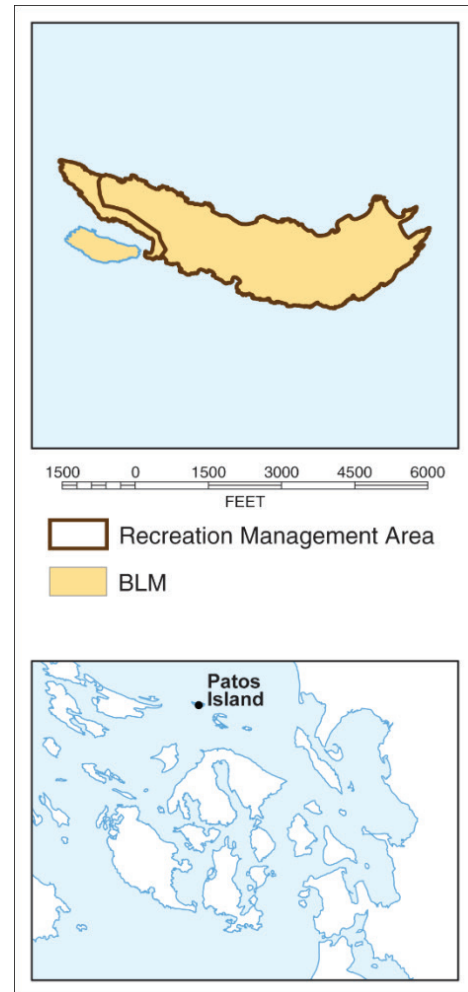 1500 0 1500 3000 4500 6000
FEET
Recreation Management Area
BLM
Patos
Island